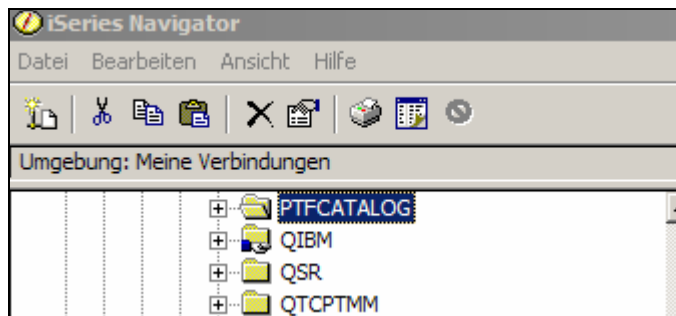 iSeries Navigator
Datei Bearbeiten Ansicht Hilfe
Umgebung: Meine Verbindungen
PTFCATALOG
QIBM
QSR
QTCPTMM